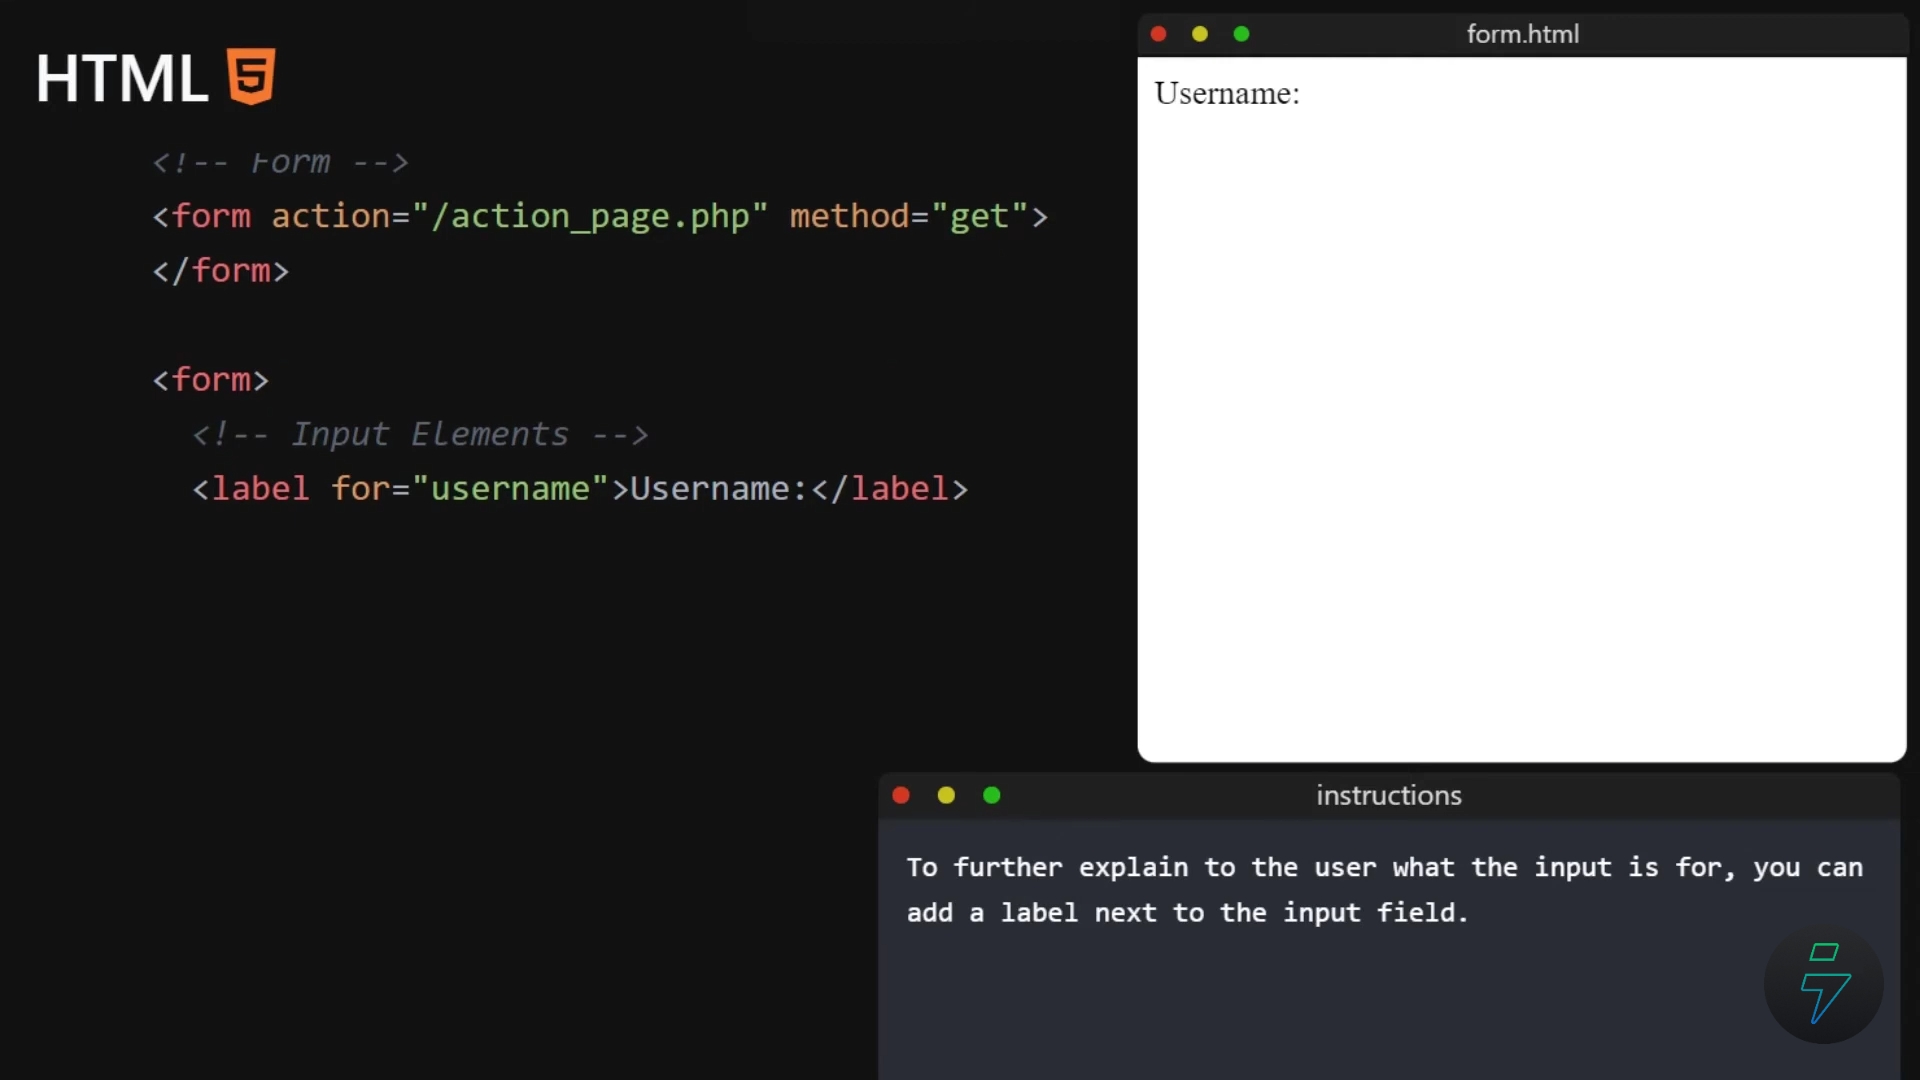 HTML 5
<!-- Form -->
<form action="/action_page.php" method="get">
</form>
<form>
<!-- Input Elements -->
<label for="username">Username:</label>
form.html
Username:
instructions
To further explain to the user what the input is for, you can
add a label next to the input field.